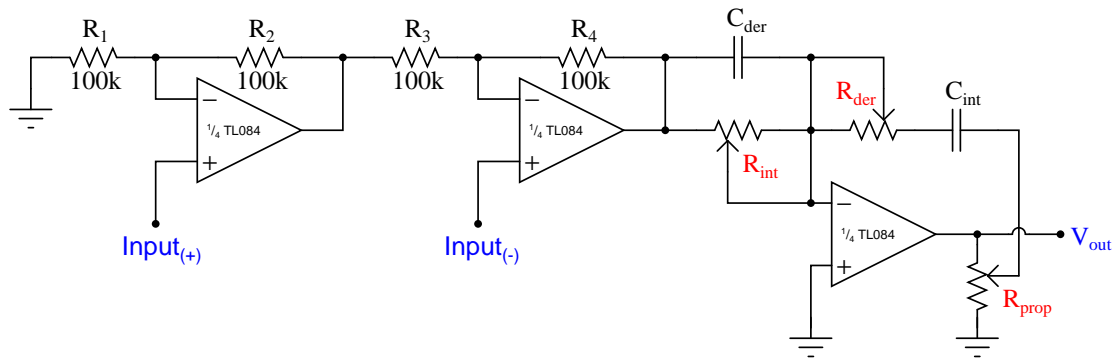 R1
100k
R2
100k
R3
100k
R4
100k
Cder
Rder
Cint
Rint
−
1/4 TL084
+
−
1/4 TL084
+
−
1/4 TL084
+
Input(+)
Input(-)
Vout
Rprop